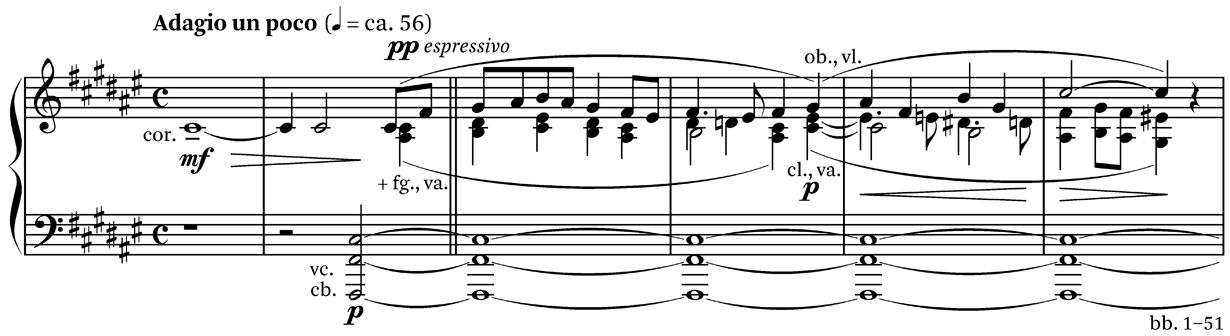 Adagio un poco (♩ = ca. 56)
pp espressivo
ob., vl.
cor.
mf
+ fg., va.
cl., va.
p
vc.
cb.
p
bb. 1–51